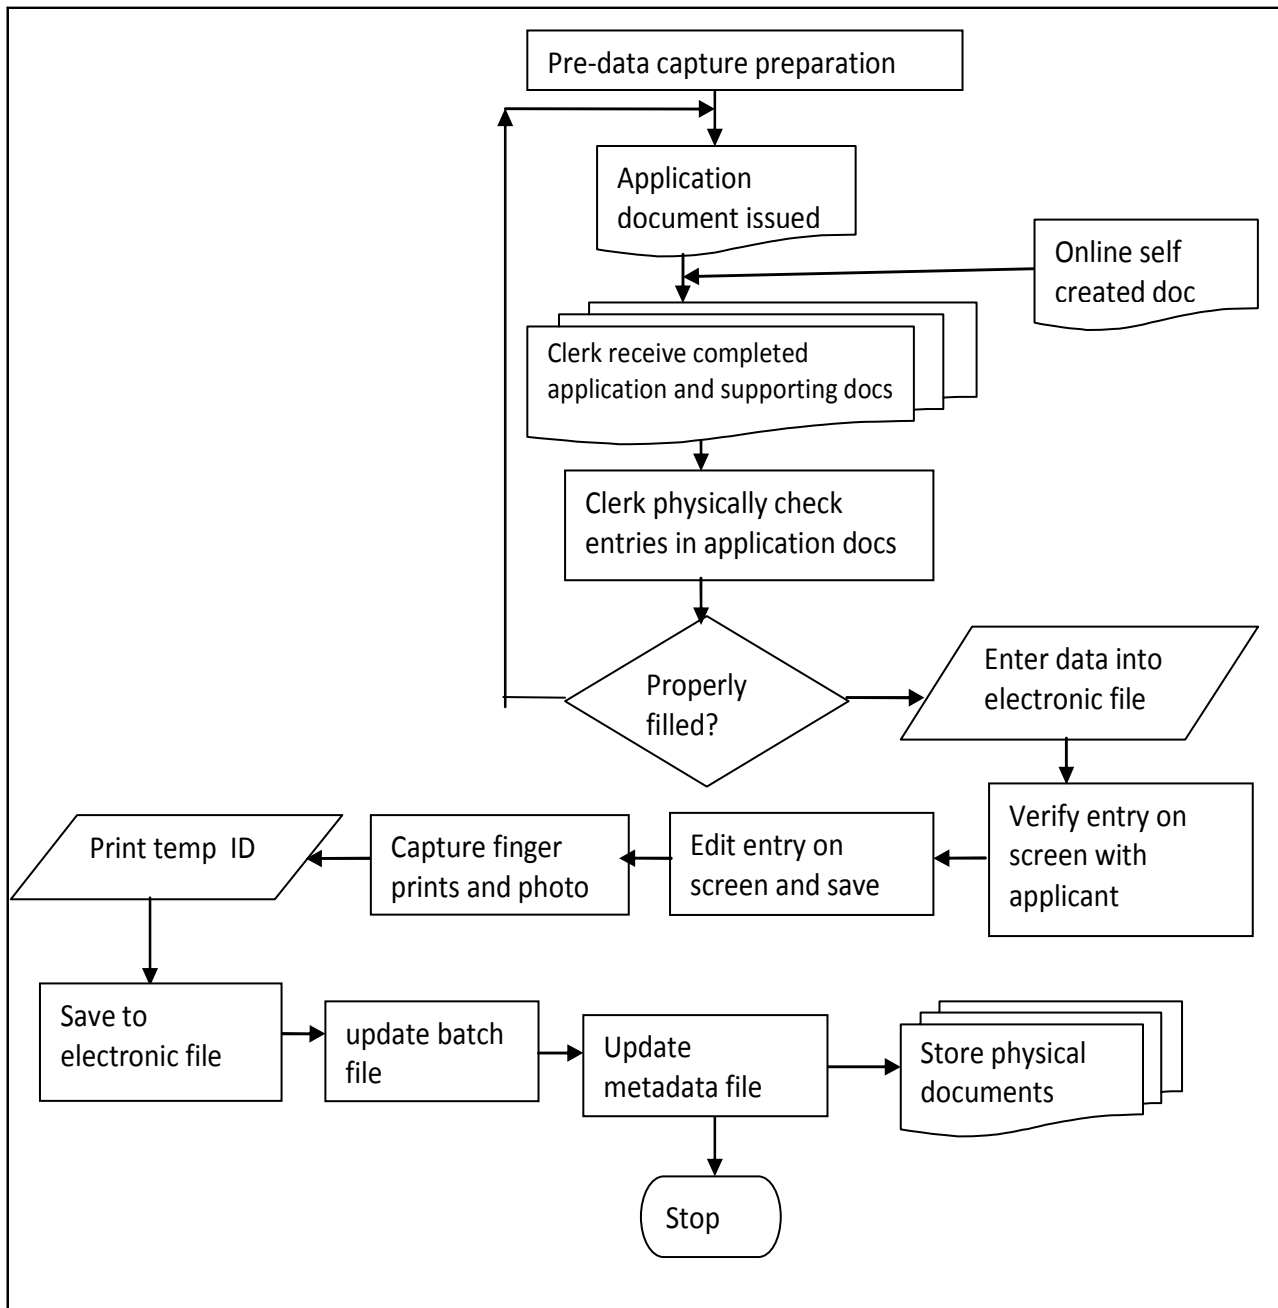 Pre-data capture preparation
Application
document issued
Online self
created doc
Clerk receive completed
application and supporting docs
Clerk physically check
entries in application docs
Properly
filled?
Enter data into
electronic file
Verify entry on
screen with
applicant
Edit entry on
screen and save
Capture finger
prints and photo
Print temp ID
Save to
electronic file
update batch
file
Update
metadata file
Store physical
documents
Stop